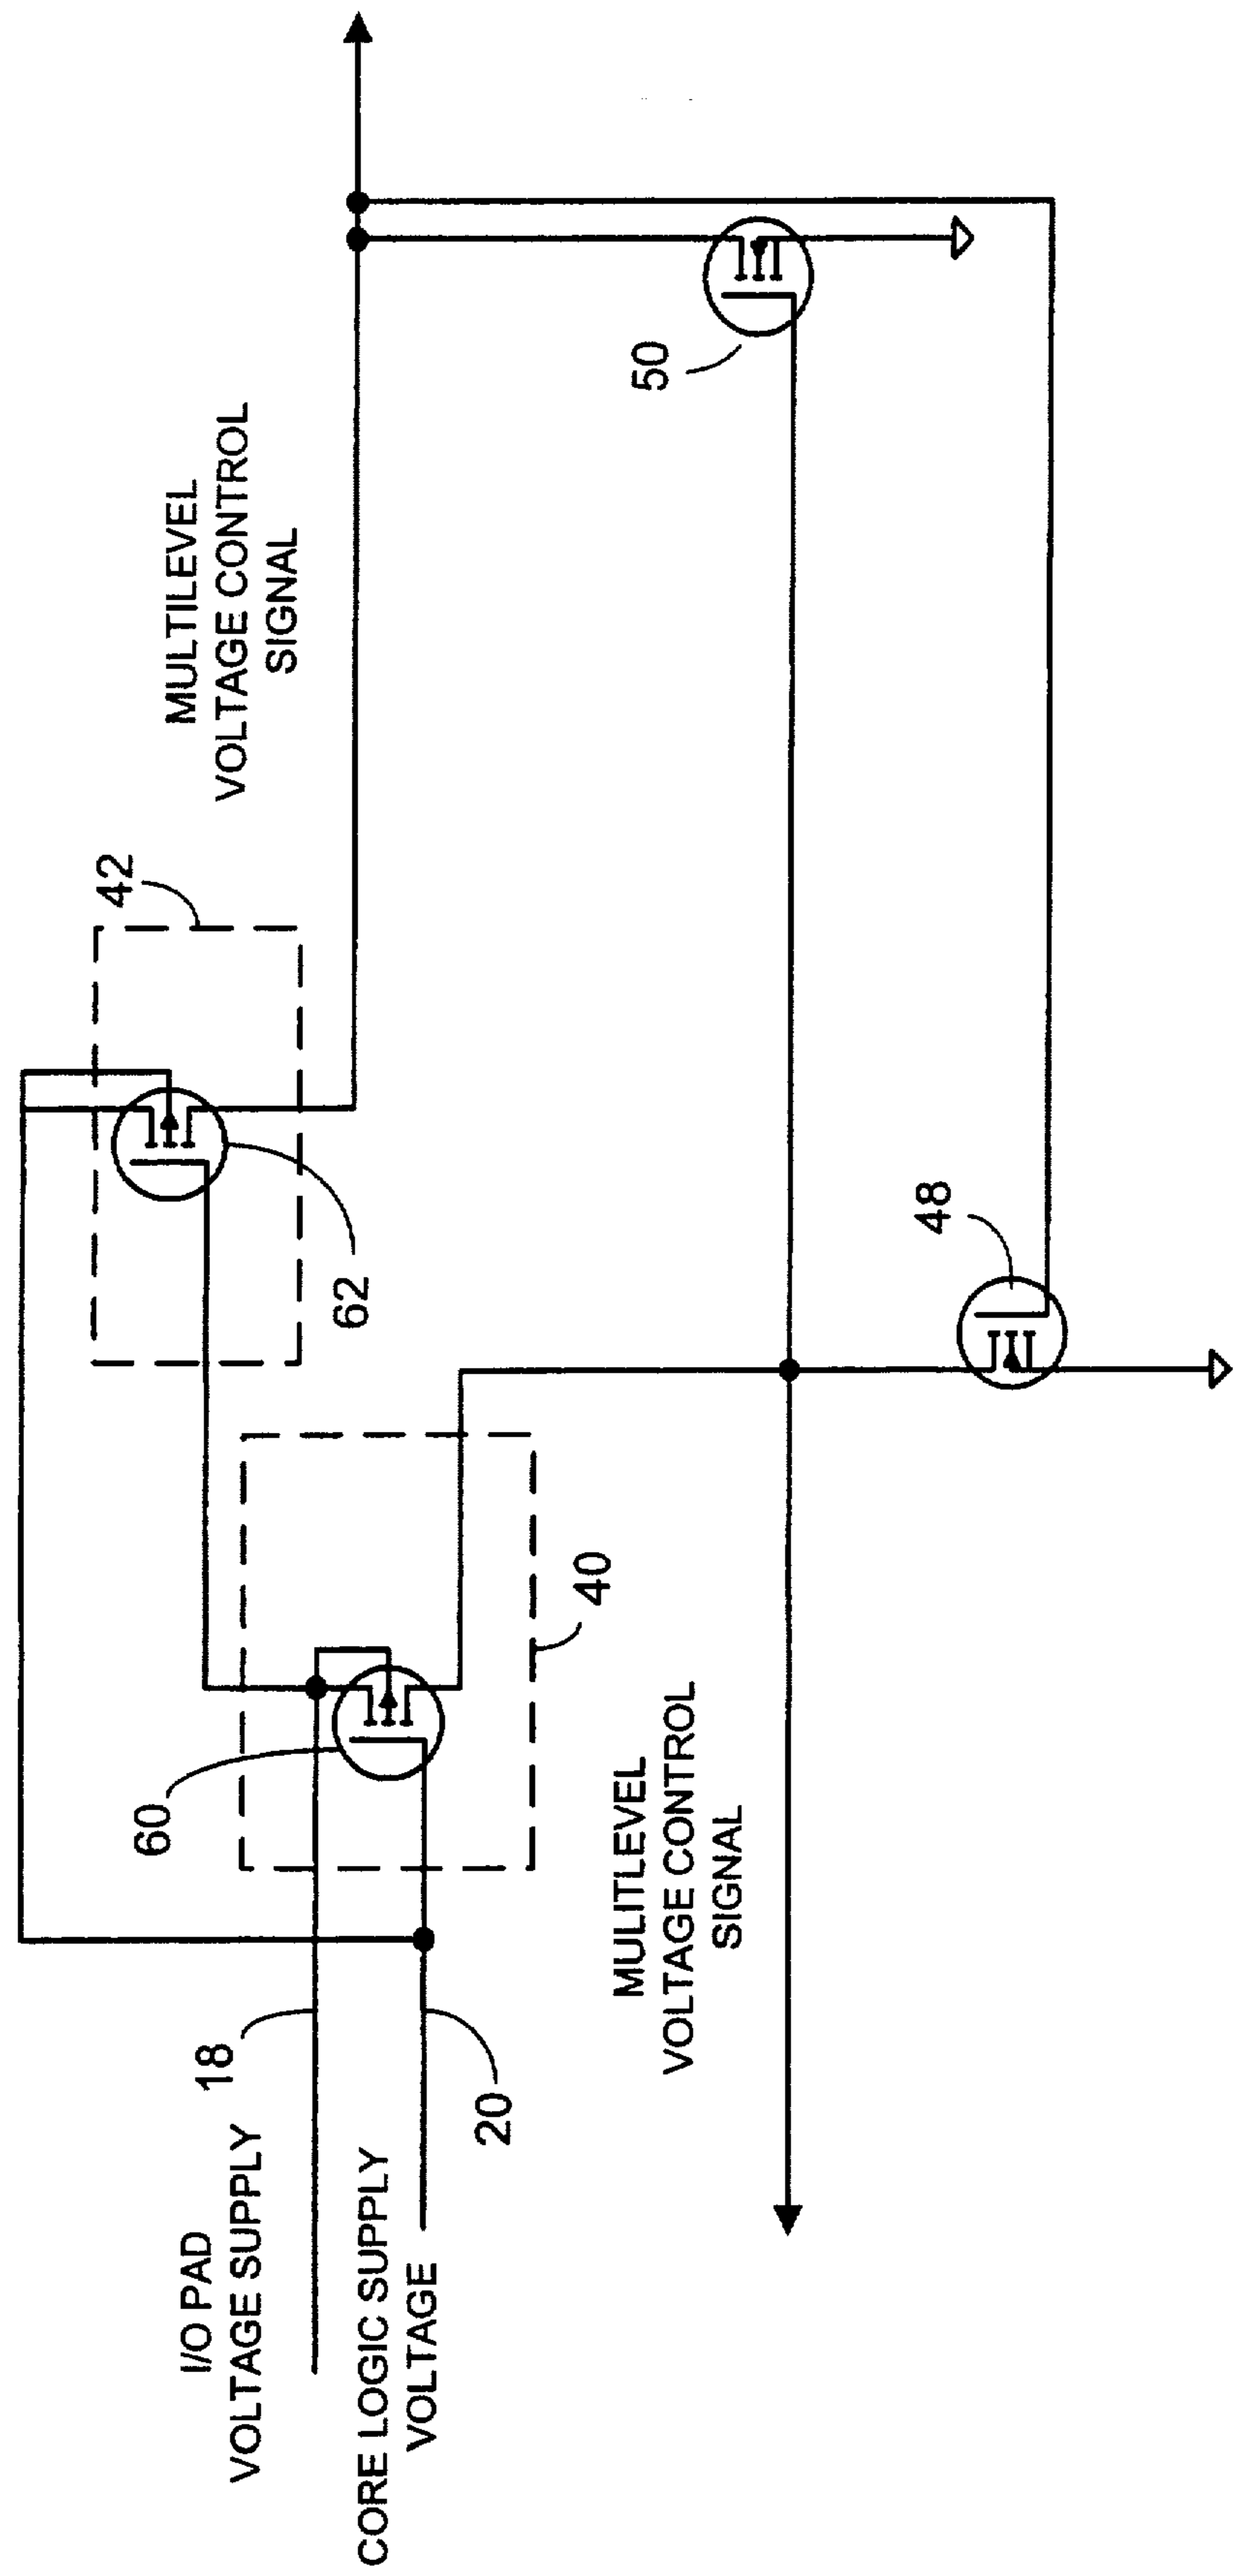 I/O PAD
VOLTAGE SUPPLY
18
CORE LOGIC SUPPLY
VOLTAGE
20
60
40
42
62
MULTILEVEL
VOLTAGE CONTROL
SIGNAL
MULITLEVEL
VOLTAGE CONTROL
SIGNAL
48
50